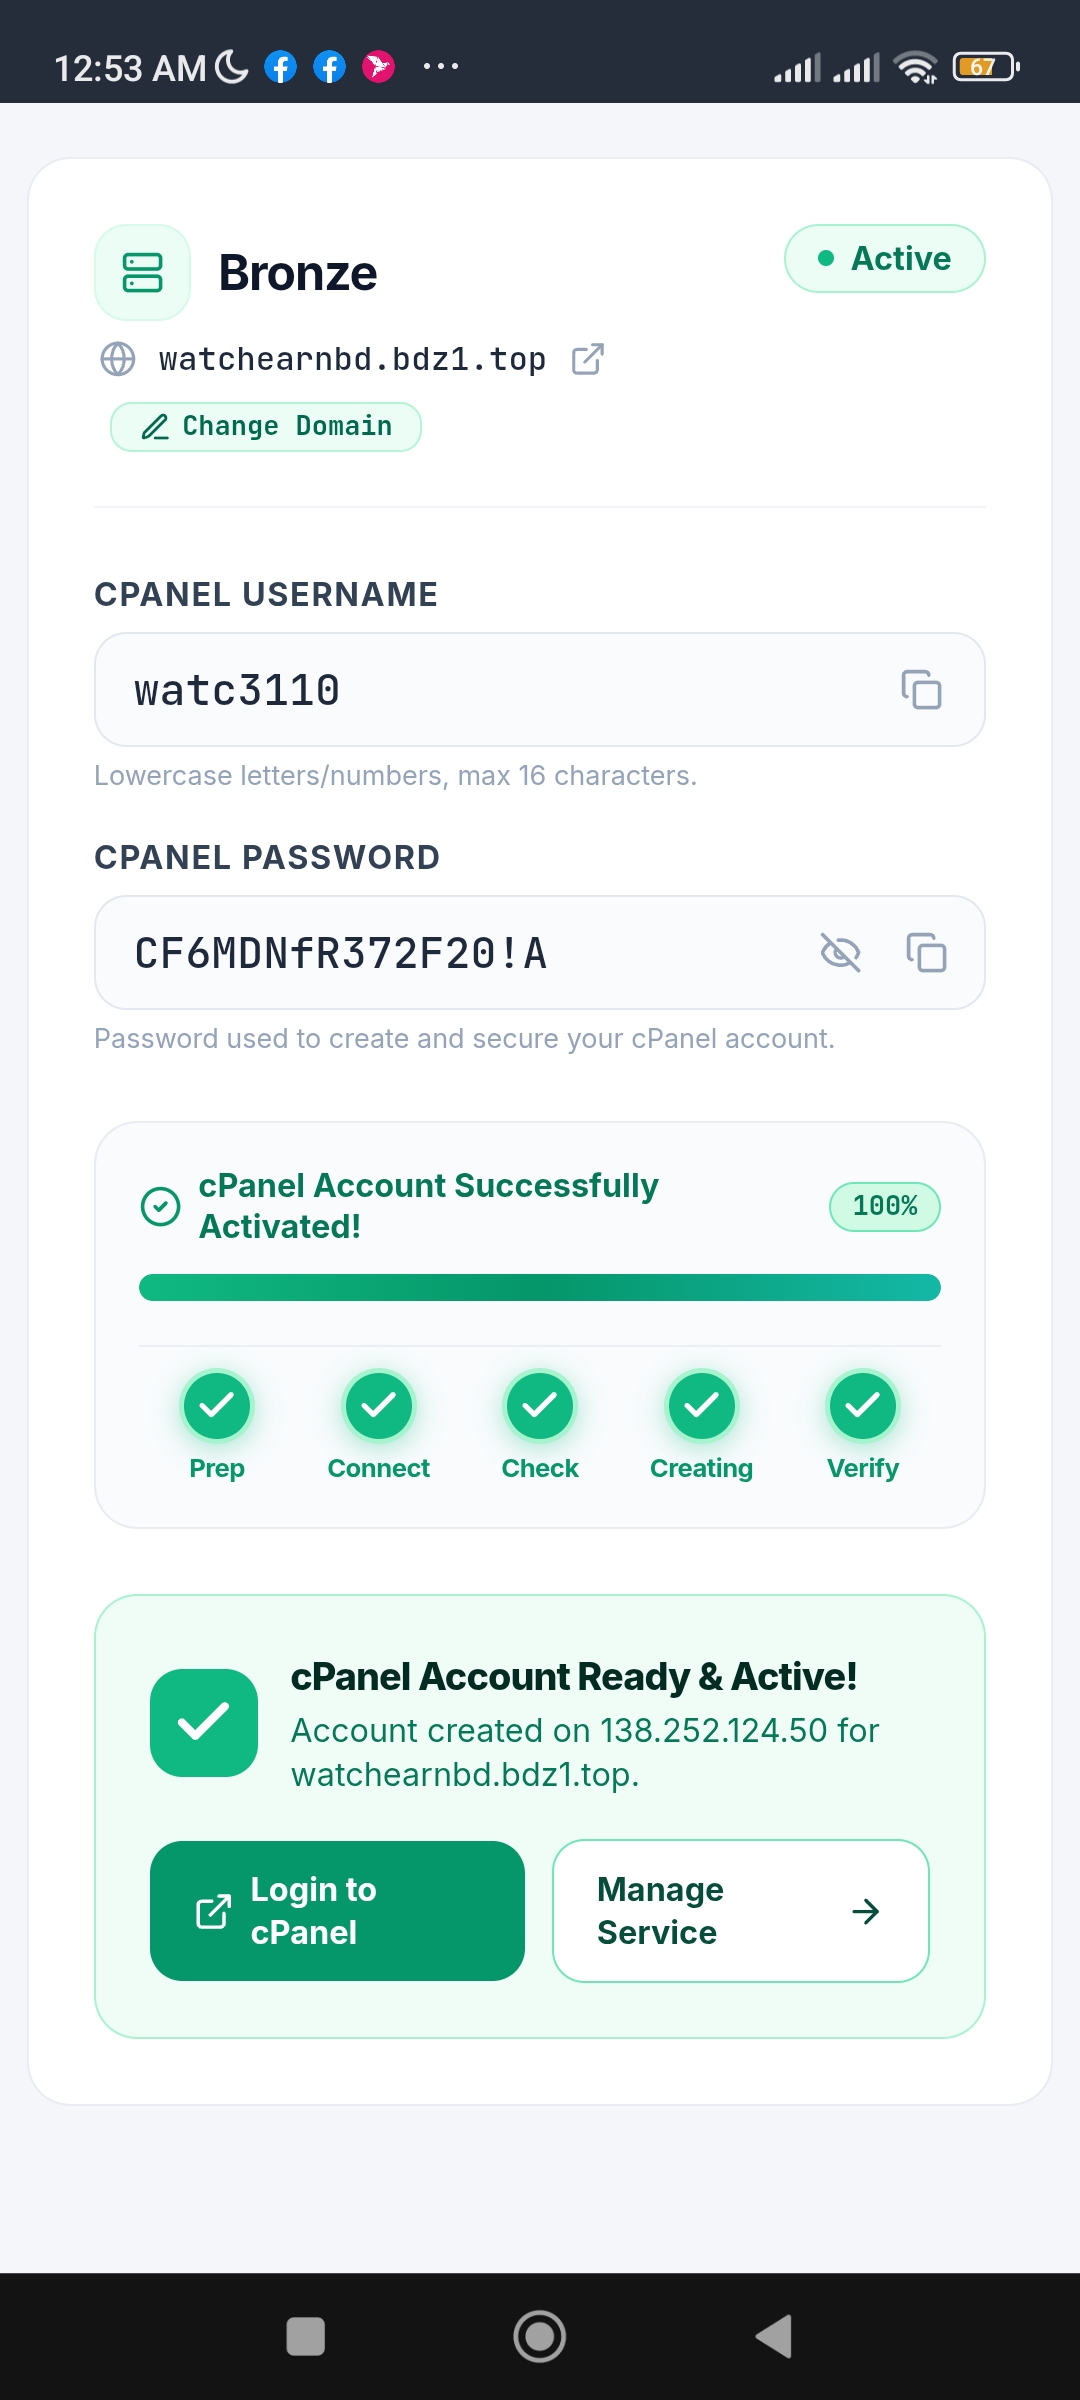 12:53 AM
67
Bronze
Active
watchearnbd.bdz1.top
Change Domain
CPANEL USERNAME
watc3110
Lowercase letters/numbers, max 16 characters.
CPANEL PASSWORD
CF6MDNfR372F20!A
Password used to create and secure your cPanel account.
cPanel Account Successfully
Activated!
100%
Prep
Connect
Check
Creating
Verify
cPanel Account Ready & Active!
Account created on 138.252.124.50 for
watchearnbd.bdz1.top.
Login to
cPanel
Manage
Service